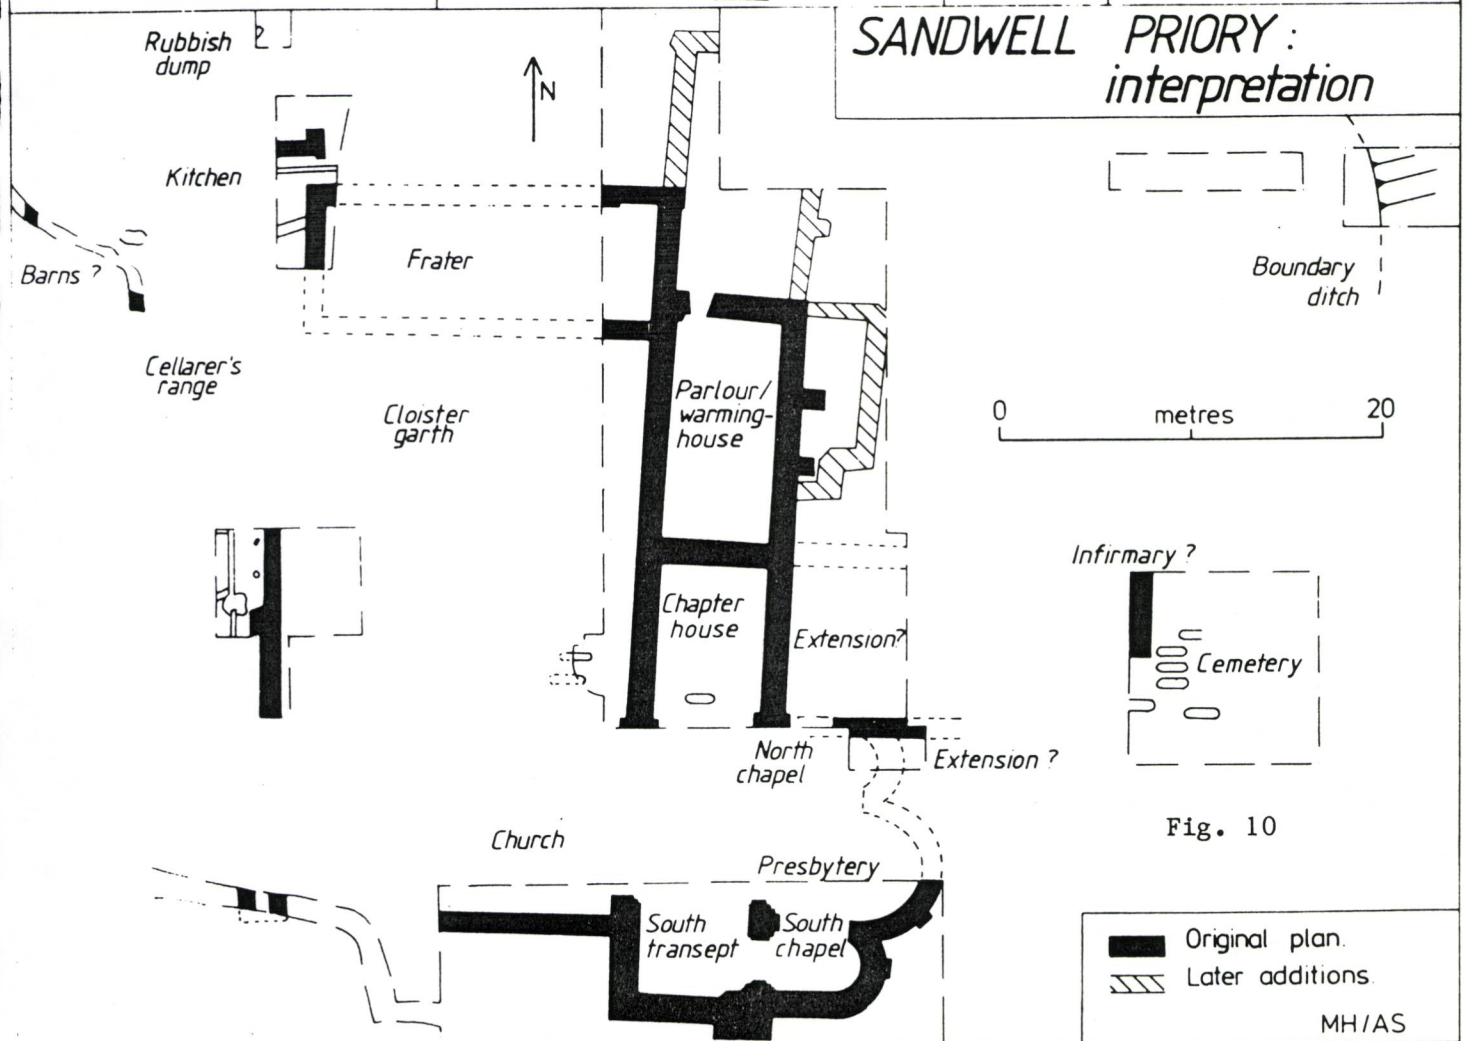 SANDWELL PRIORY :
interpretation
Rubbish
dump
?
N
Kitchen
Barns ?
Frater
Boundary
ditch
Cellarer's
range
Cloister
garth
Parlour/
warming-
house
0 metres 20
Infirmary ?
Chapter
house
Extension?
Cemetery
North
chapel
Extension ?
Fig. 10
Church
Presbytery
South
transept
South
chapel
Original plan.
Later additions.
MH/AS